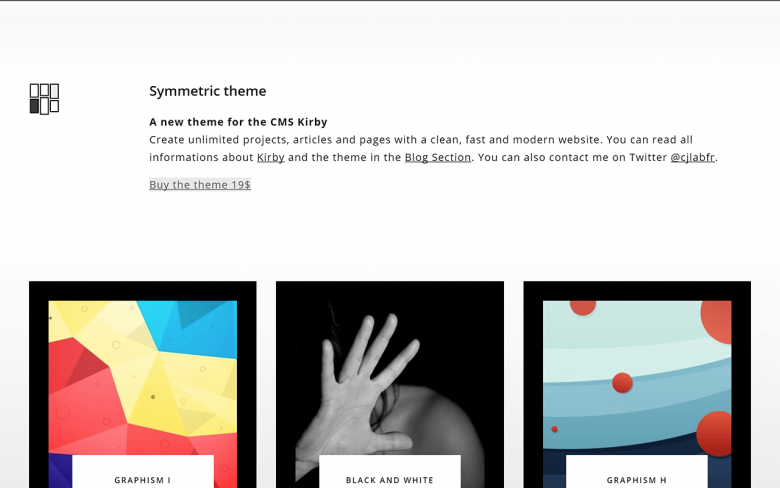 Symmetric theme
A new theme for the CMS Kirby
Create unlimited projects, articles and pages with a clean, fast and modern website. You can read all
informations about Kirby and the theme in the Blog Section. You can also contact me on Twitter @cjlabfr.
Buy the theme 19$
GRAPHISM I
BLACK AND WHITE
GRAPHISM H